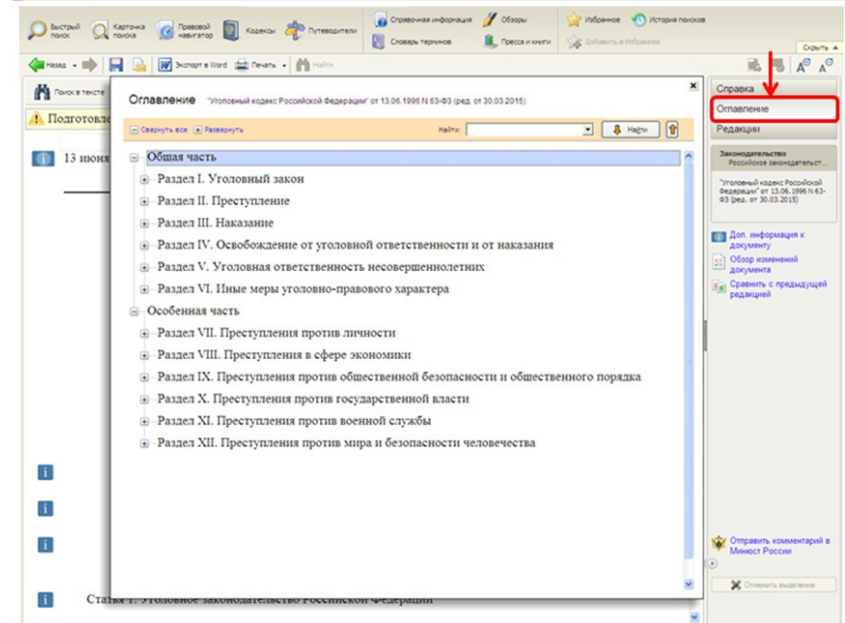 Быстрый поиск
Карточка поиска
Правовой навигатор
Кодексы
Путеводители
Справочная информация
Словарь терминов
Обзоры
Пресса и книги
Избранное
Добавить в Избранное
История поисков
Скрыть
Назад
Экспорт в Word
Печать
Найти
Поиск в тексте
Подготовле
13 июня
Оглавление "Уголовный кодекс Российской Федерации" от 13.06.1996 N 63-ФЗ (ред. от 30.03.2015)
Свернуть все Развернуть Найти: Найти
Общая часть
Раздел I. Уголовный закон
Раздел II. Преступление
Раздел III. Наказание
Раздел IV. Освобождение от уголовной ответственности и от наказания
Раздел V. Уголовная ответственность несовершеннолетних
Раздел VI. Иные меры уголовно-правового характера
Особенная часть
Раздел VII. Преступления против личности
Раздел VIII. Преступления в сфере экономики
Раздел IX. Преступления против общественной безопасности и общественного порядка
Раздел X. Преступления против государственной власти
Раздел XI. Преступления против военной службы
Раздел XII. Преступления против мира и безопасности человечества
Статья 1. Уголовное законодательство Российской Федерации
Справка
Оглавление
Редакции
Законодательство
Российское законодательст...
"Уголовный кодекс Российской
Федерации" от 13.06.1996 N 63-
ФЗ (ред. от 30.03.2015)
Доп. информация к
документу
Обзор изменений
документа
Сравнить с предыдущей
редакцией
Отправить комментарий в
Минюст России
Отменить выделение